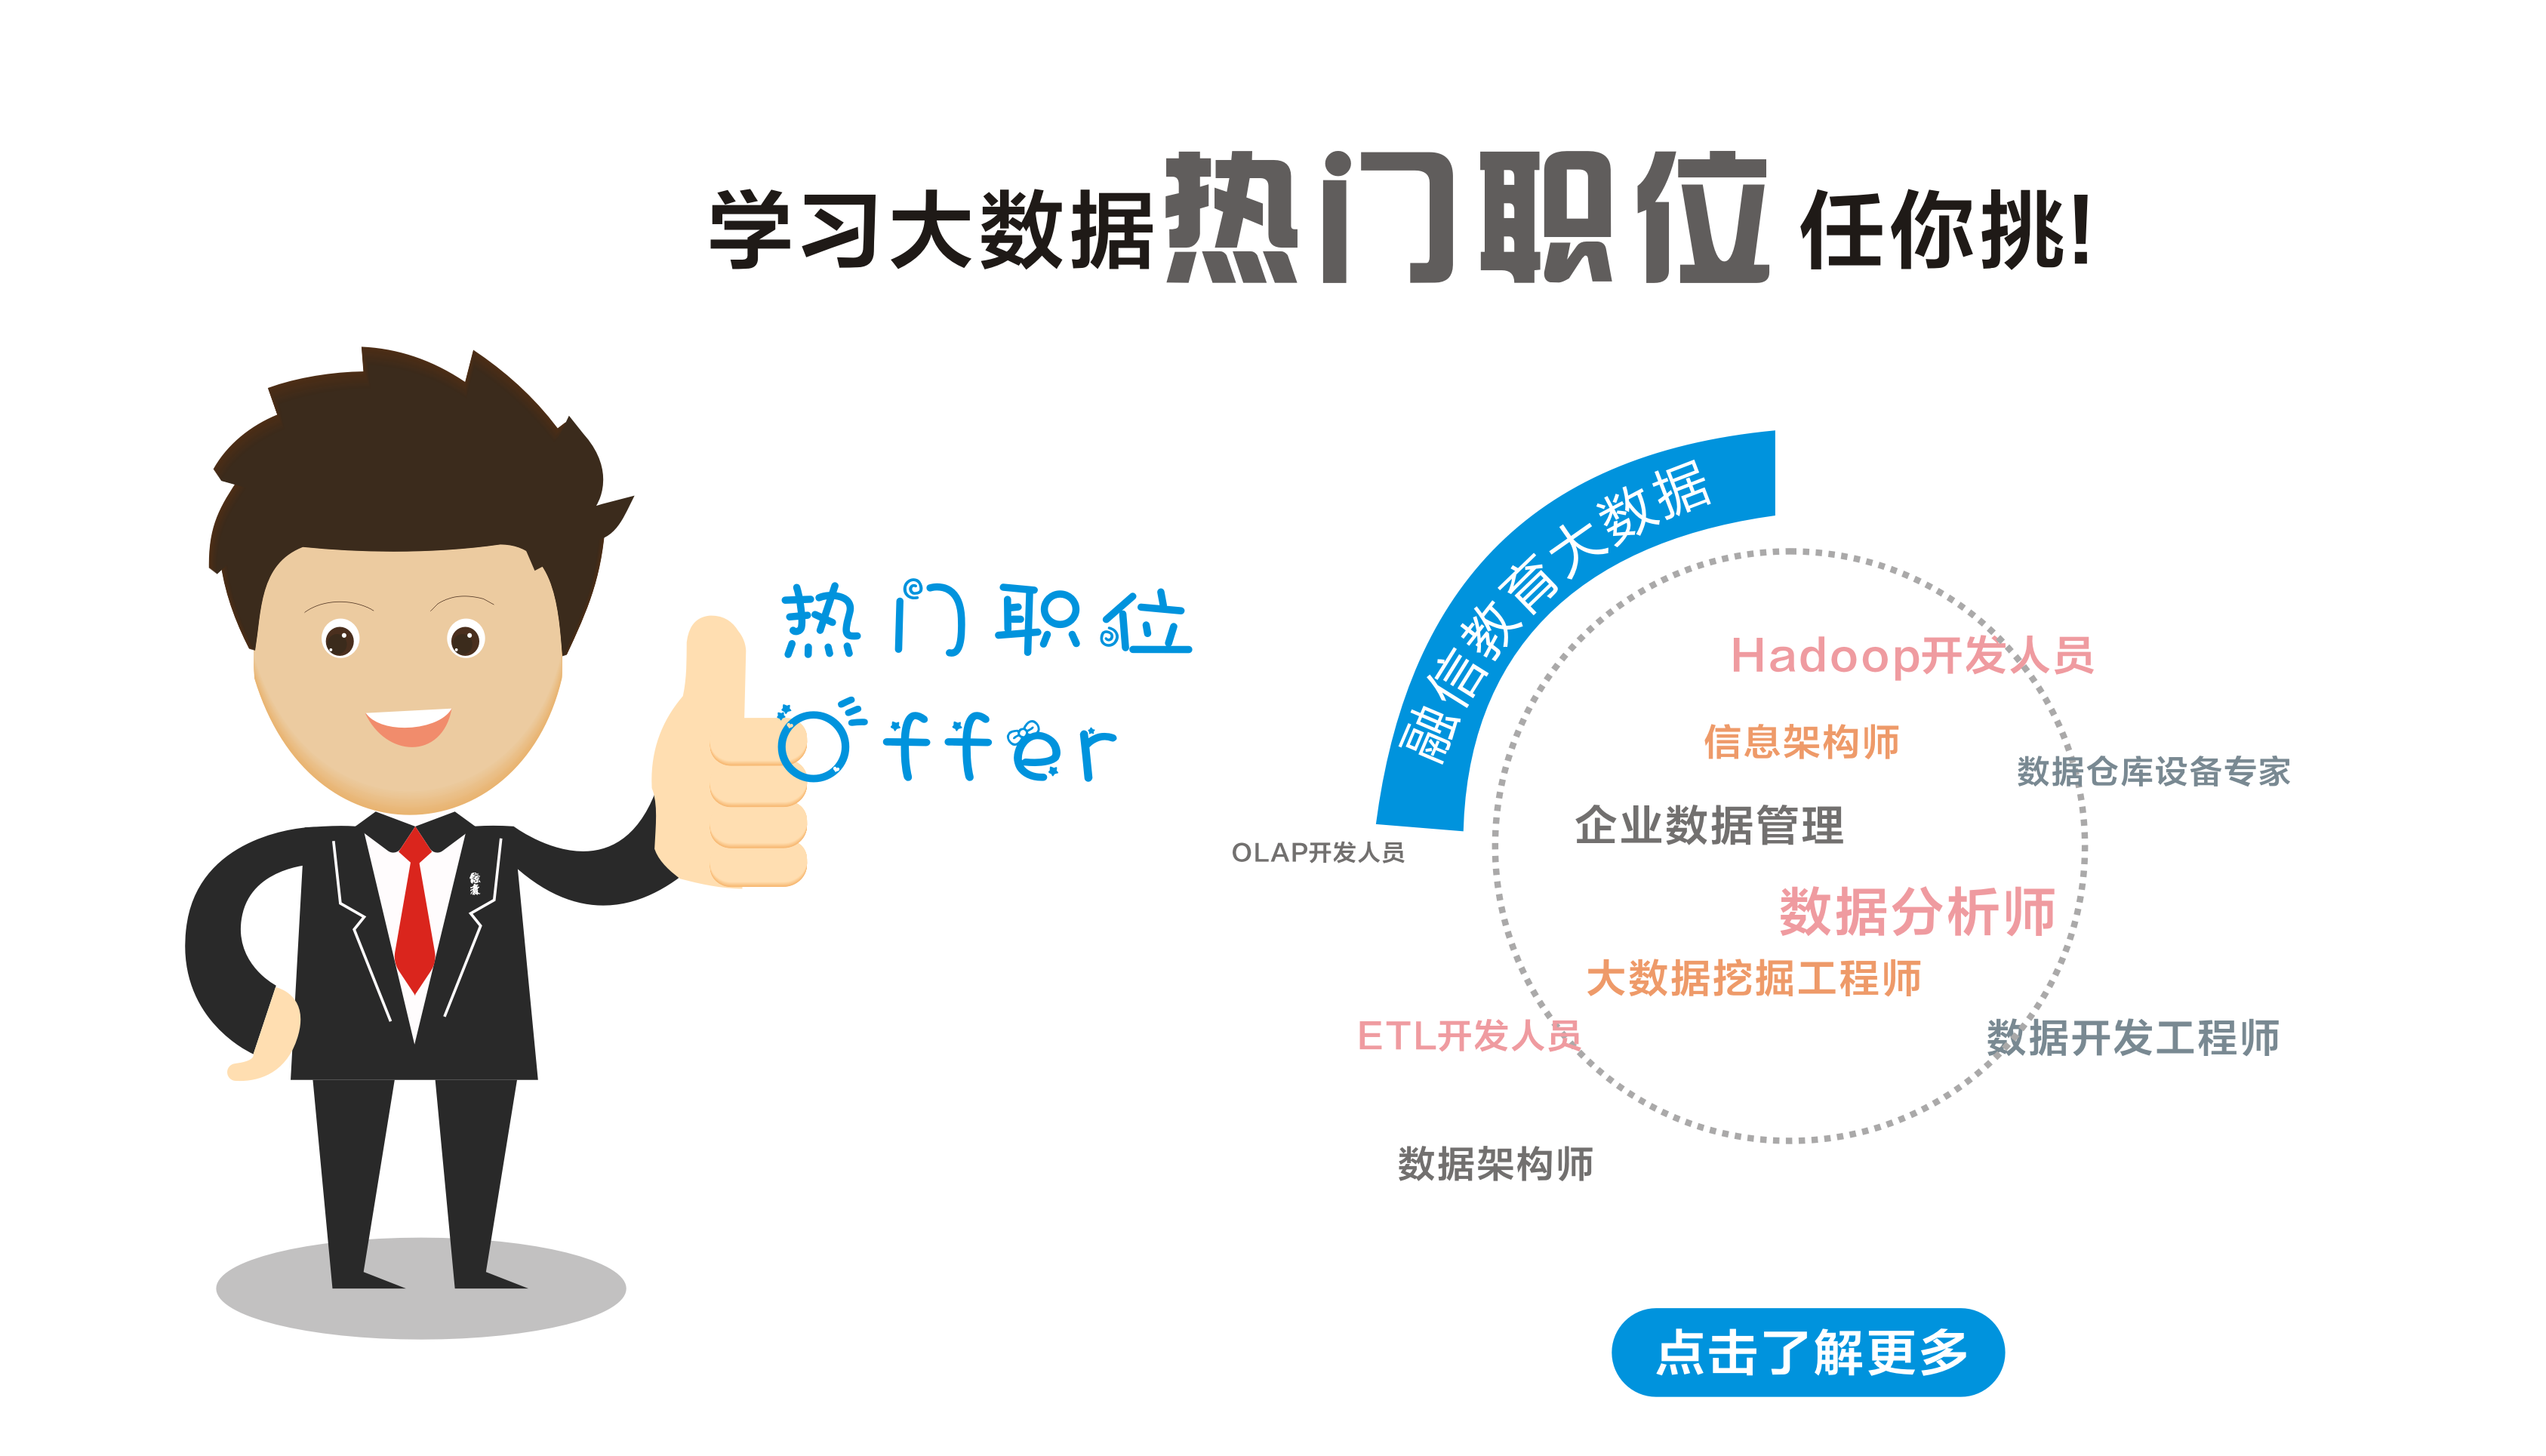 学习大数据热门职位任你挑!
热门职位
Offer
融信教育大数据
Hadoop开发人员
信息架构师
数据仓库设备专家
企业数据管理
OLAP开发人员
数据分析师
大数据挖掘工程师
ETL开发人员
数据开发工程师
数据架构师
点击了解更多